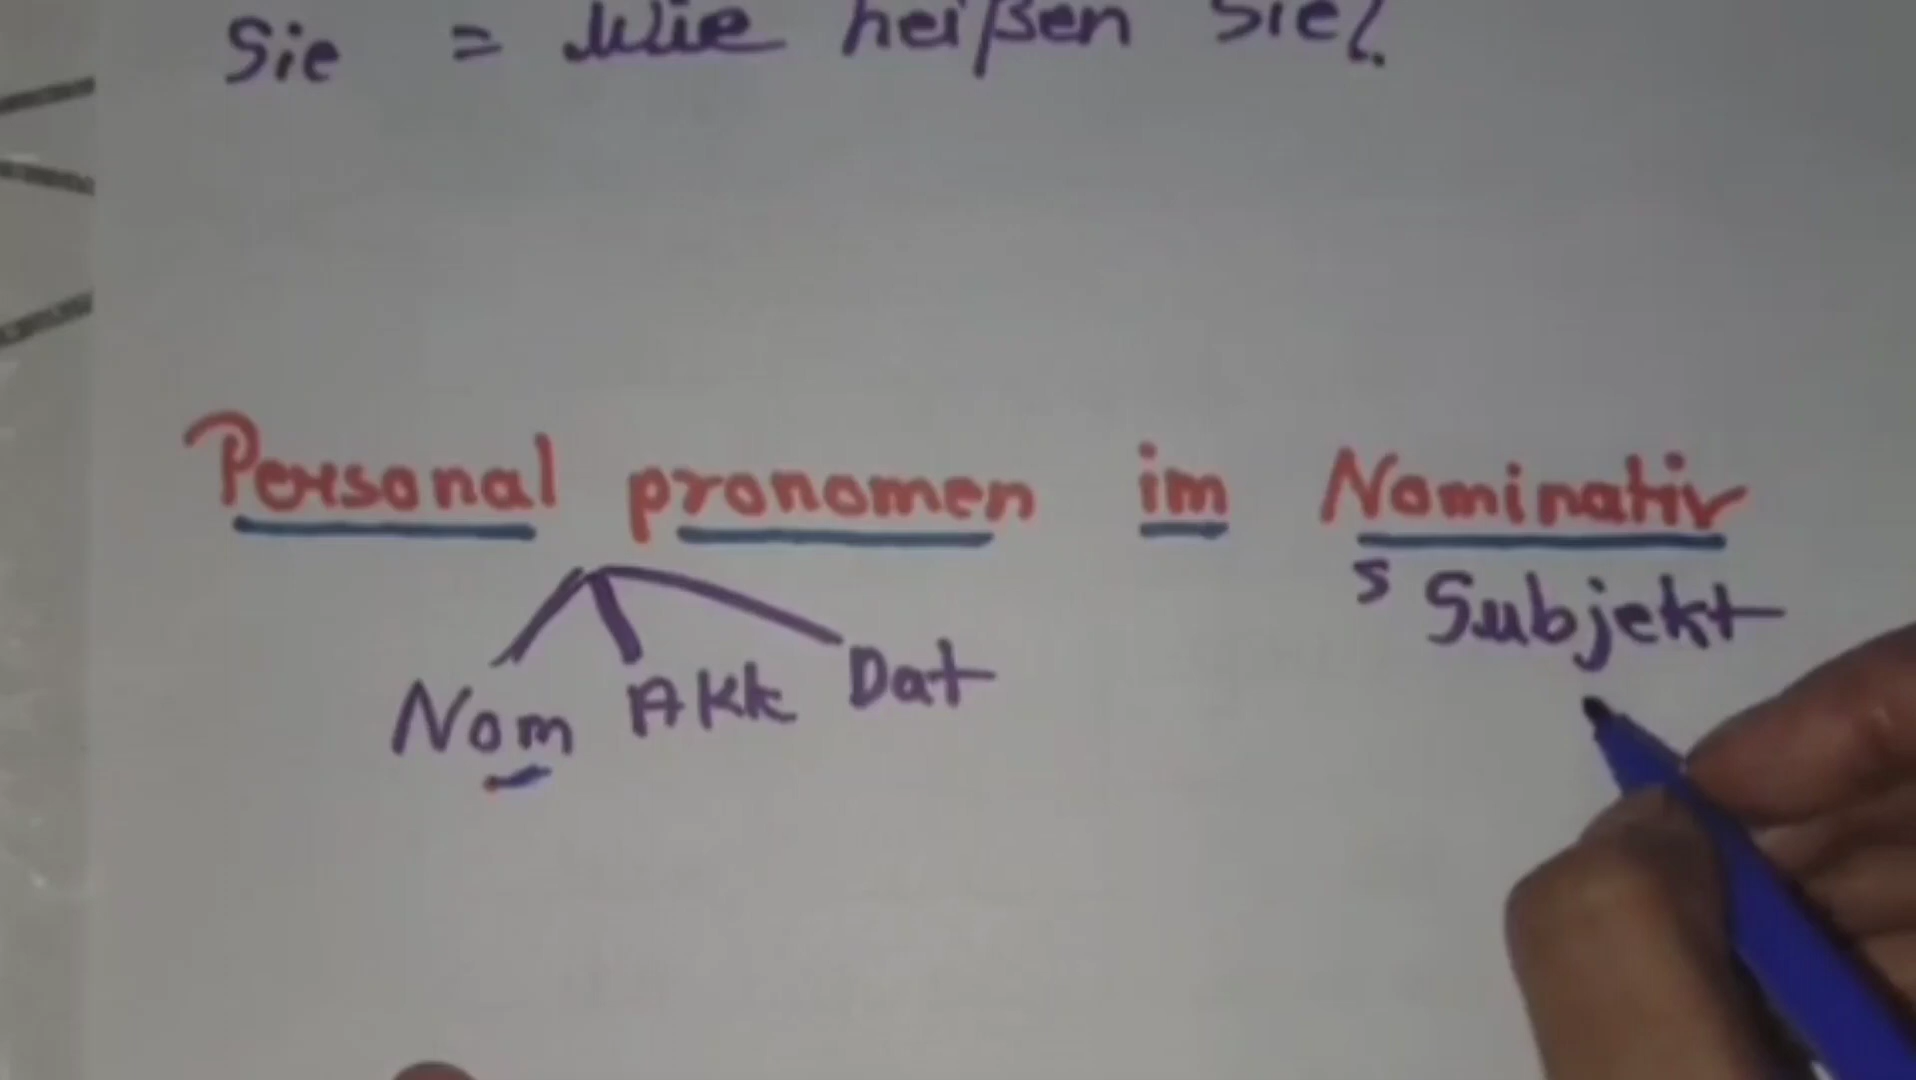 Sie = Wie heißen Sie?
Personal pronomen im Nominativ
s Subjekt
Nom Akk Dat